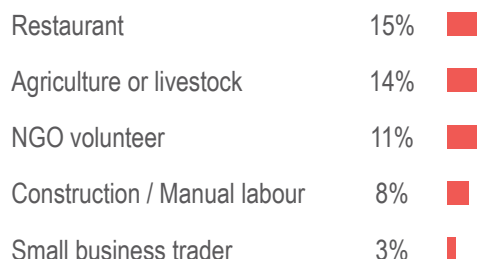 Restaurant 15%
Agriculture or livestock 14%
NGO volunteer 11%
Construction / Manual labour 8%
Small business trader 3%